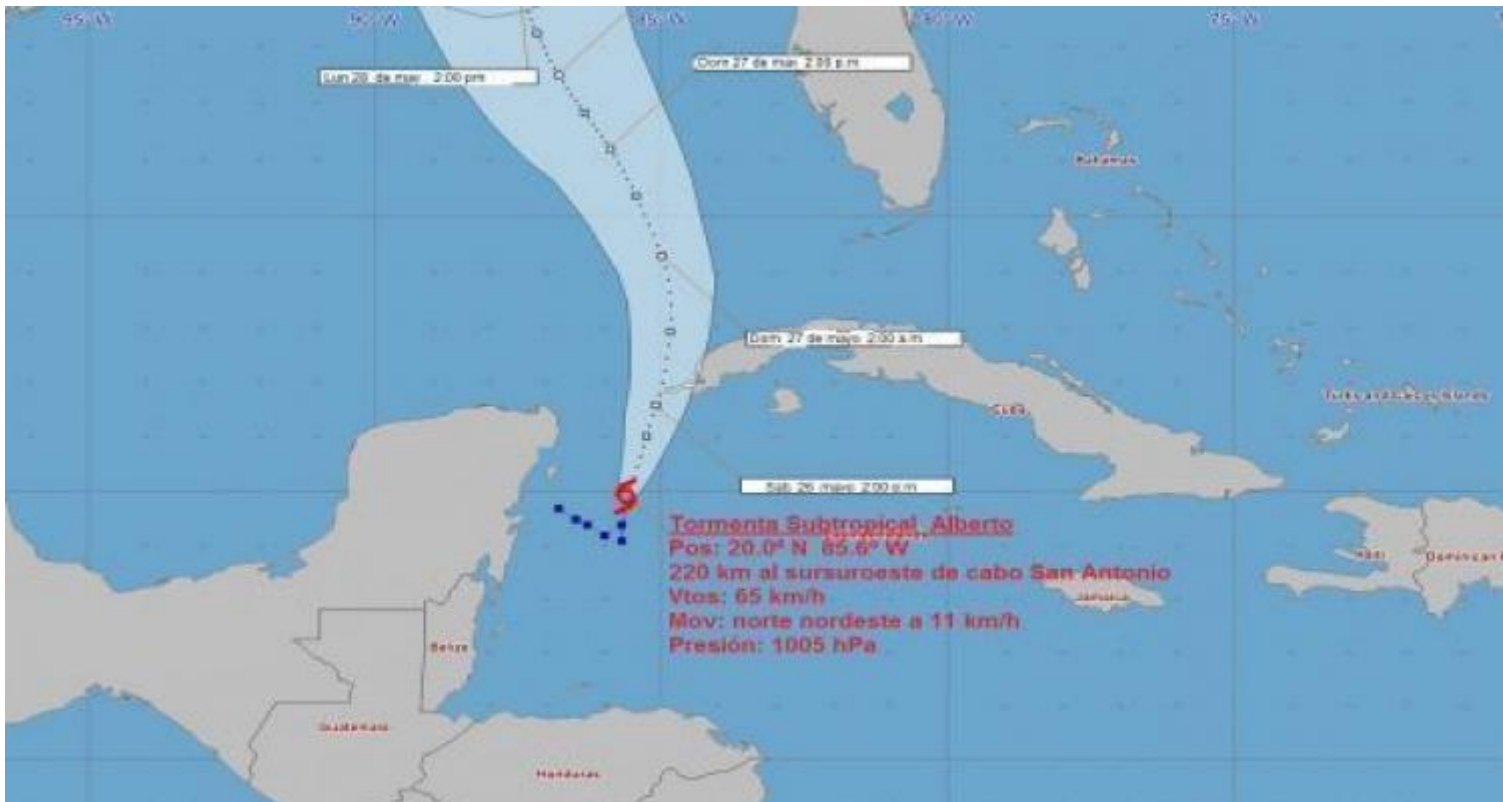 95° W
90° W
85° W
80° W
75° W
Lun 28 de may 2:00 pm
Dom 27 de may 2:00 p.m
Bahamas
Dom 27 de mayo 2:00 a.m
Cuba
Sab 26 mayo 2:00 p.m
Tormenta Subtropical Alberto
Pos: 20.0º N 85.6º W
220 km al sursuroeste de cabo San Antonio
Vtos: 65 km/h
Mov: norte nordeste a 11 km/h
Presión: 1005 hPa
Haiti
Dominican
Jamaica
Belize
Guatemala
Honduras